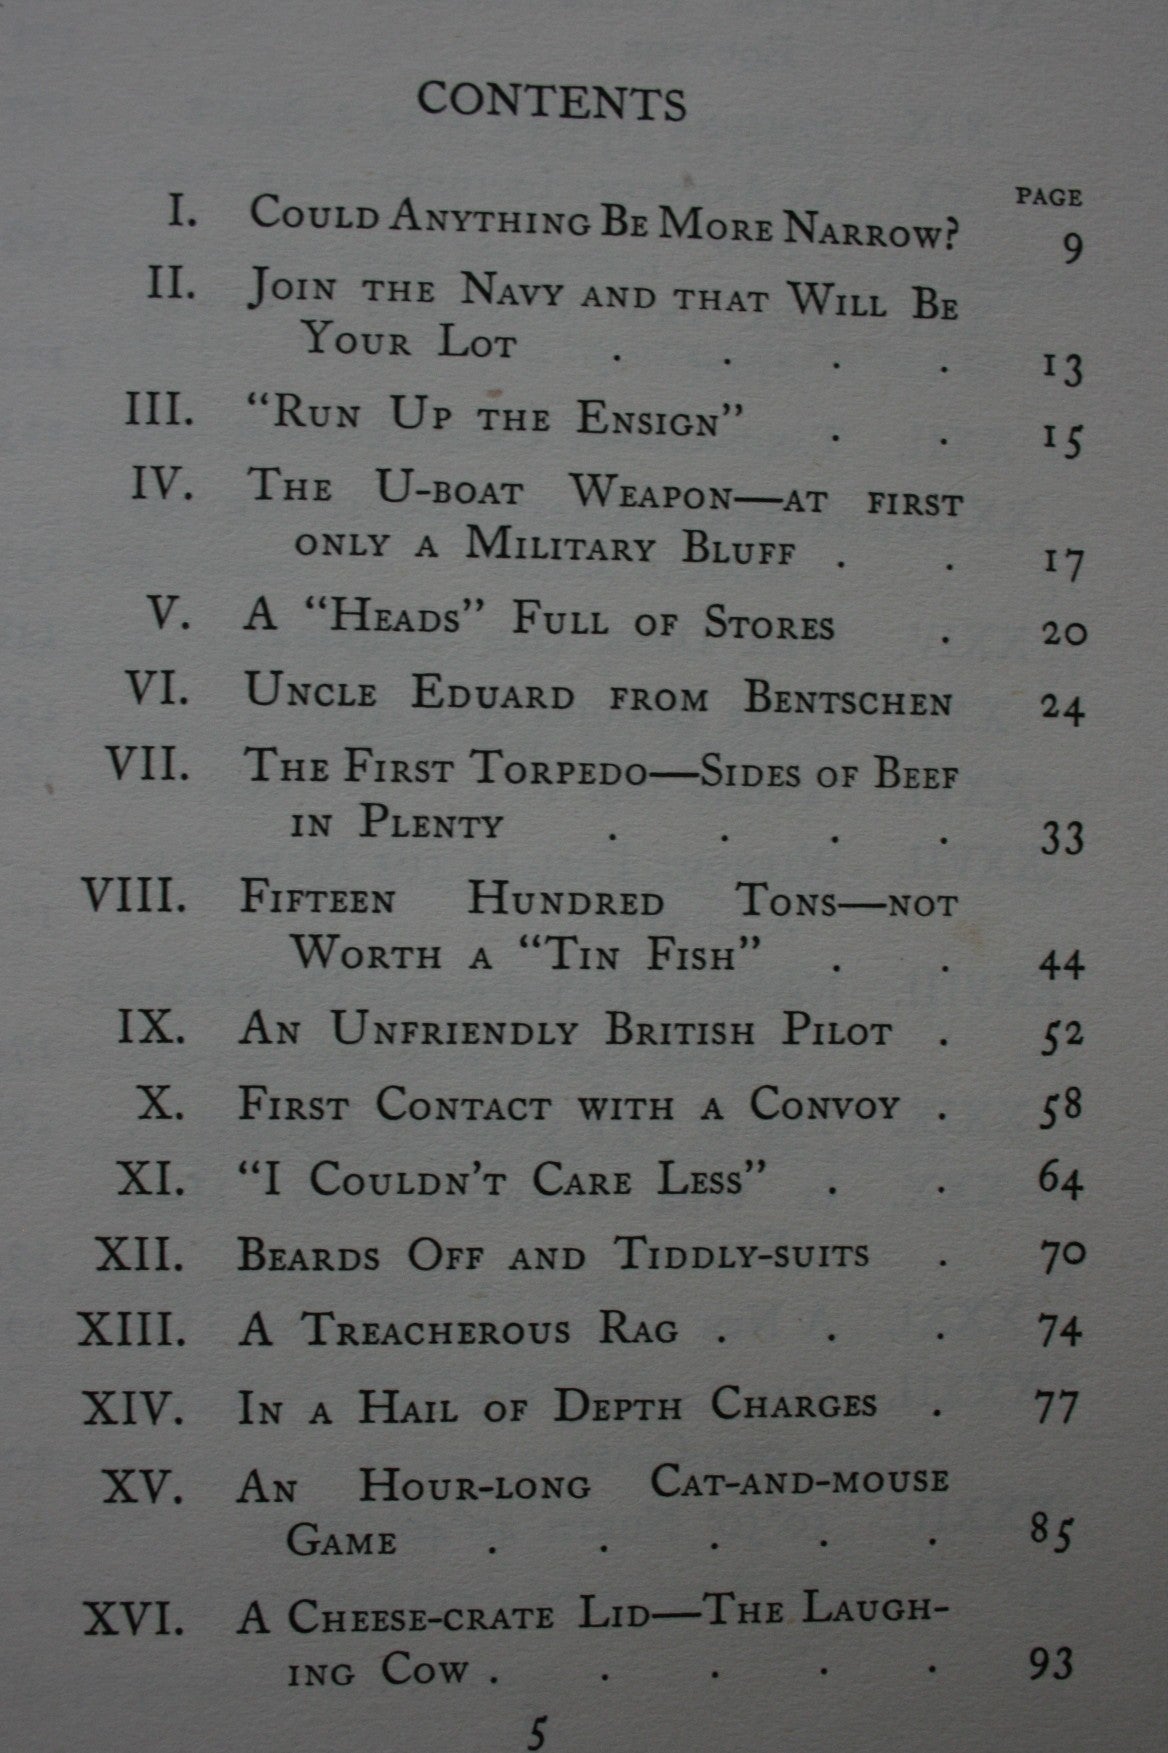 CONTENTS
PAGE
I. COULD ANYTHING BE MORE NARROW? 9
II. JOIN THE NAVY AND THAT WILL BE
YOUR LOT . . . . 13
III. “RUN UP THE ENSIGN” . . 15
IV. THE U-BOAT WEAPON—AT FIRST
ONLY A MILITARY BLUFF . . 17
V. A “HEADS” FULL OF STORES . 20
VI. UNCLE EDUARD FROM BENTSCHEN 24
VII. THE FIRST TORPEDO—SIDES OF BEEF
IN PLENTY . . . . 33
VIII. FIFTEEN HUNDRED TONS—NOT
WORTH A “TIN FISH” . . 44
IX. AN UNFRIENDLY BRITISH PILOT . 52
X. FIRST CONTACT WITH A CONVOY . 58
XI. “I COULDN’T CARE LESS” . . 64
XII. BEARDS OFF AND TIDDLY-SUITS . 70
XIII. A TREACHEROUS RAG . . . 74
XIV. IN A HAIL OF DEPTH CHARGES . 77
XV. AN HOUR-LONG CAT-AND-MOUSE
GAME . . . . . 85
XVI. A CHEESE-CRATE LID—THE LAUGH-
ING COW . . . . . 93
5